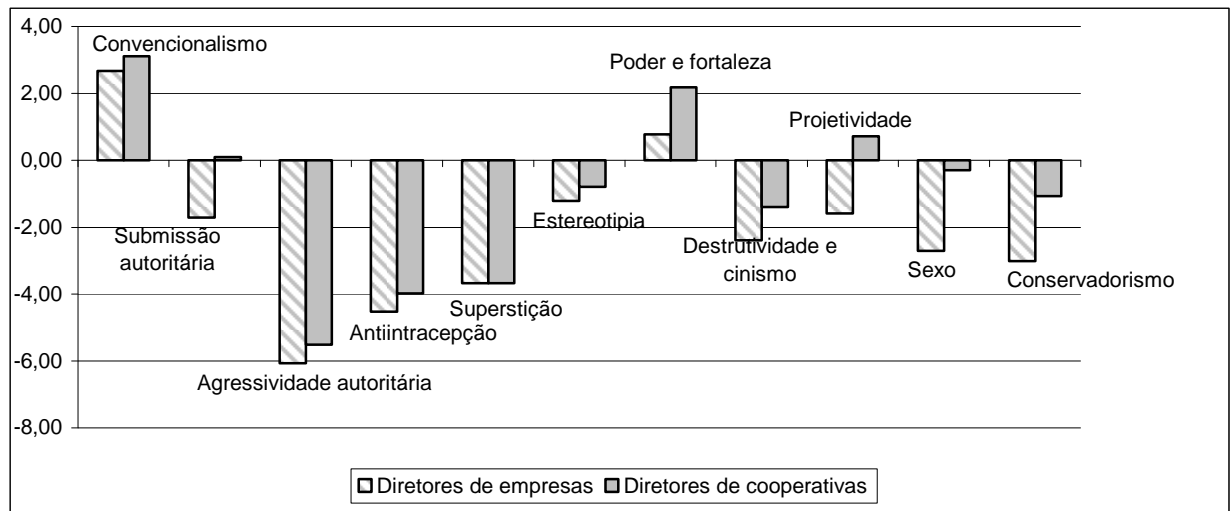 4,00
2,00
0,00
-2,00
-4,00
-6,00
-8,00
Convencionalismo
Submissão
autoritária
Agressividade autoritária
Antiintracepção
Superstição
Estereotipia
Poder e fortaleza
Destrutividade e
cinismo
Projetividade
Sexo
Conservadorismo
Diretores de empresas
Diretores de cooperativas